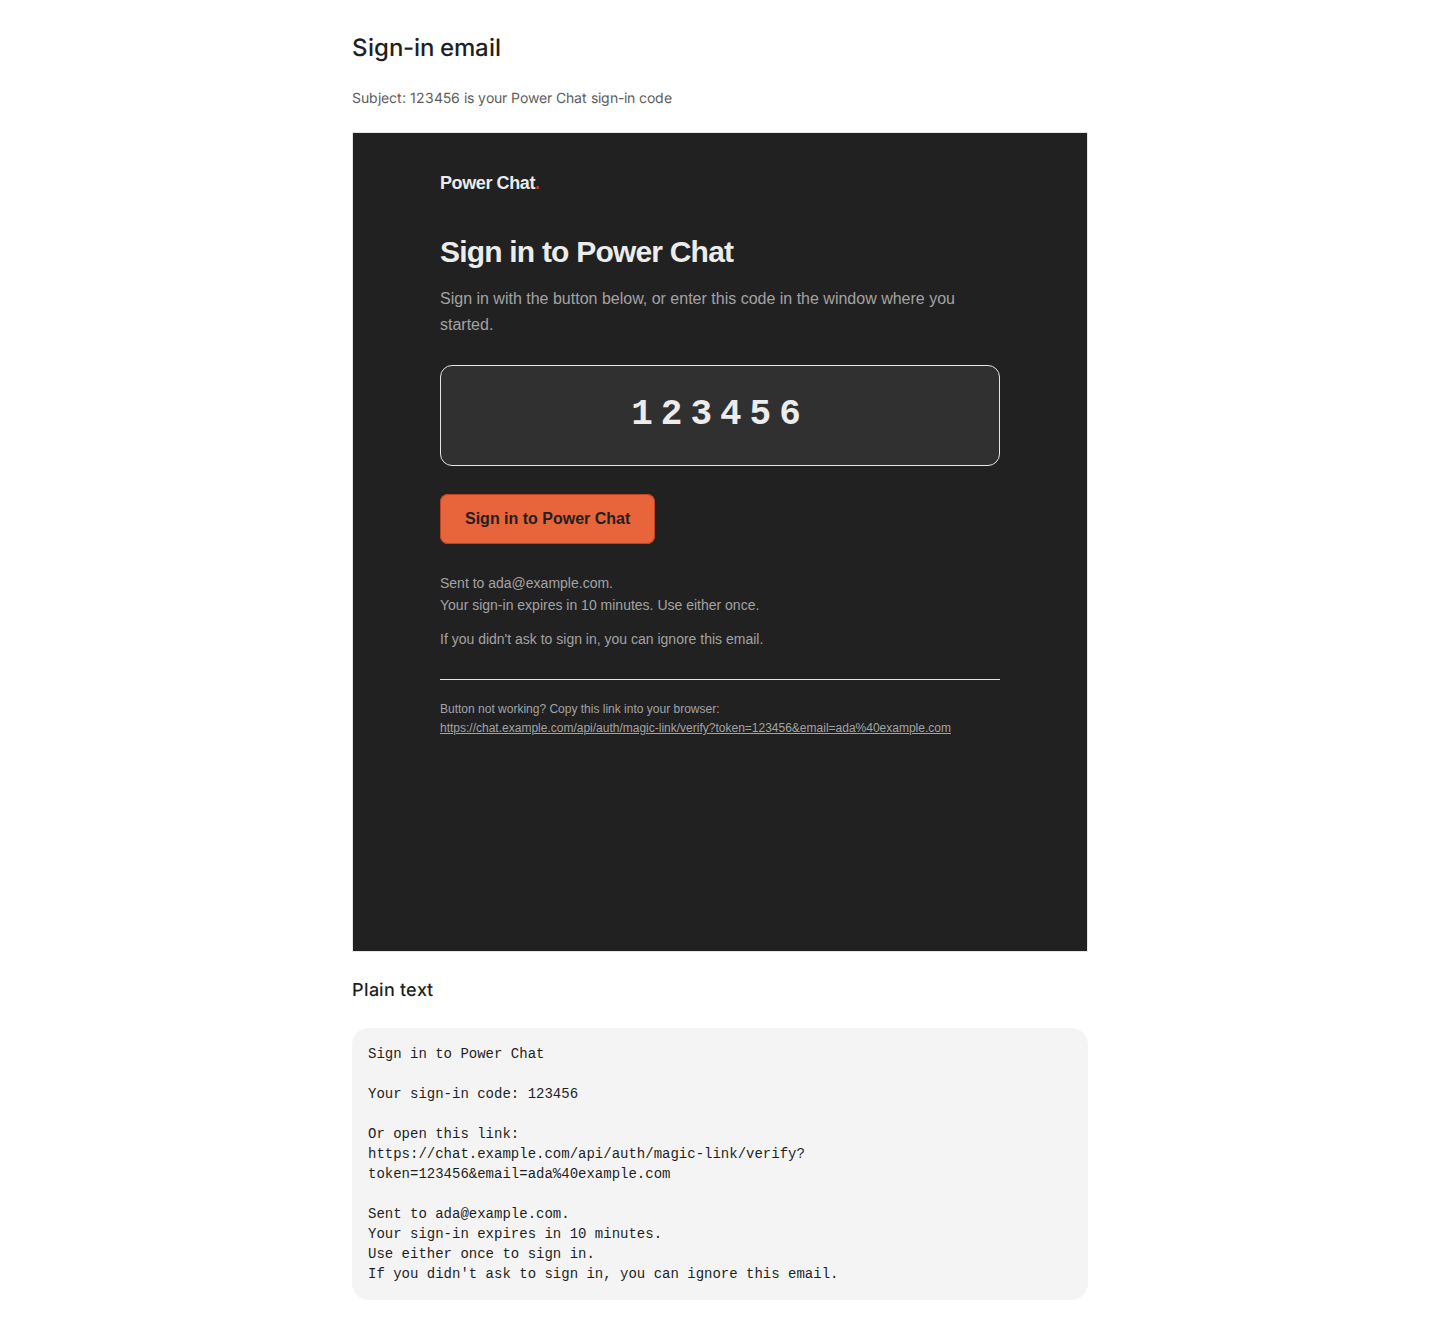 Sign-in email
Subject: 123456 is your Power Chat sign-in code
Power Chat.
Sign in to Power Chat
Sign in with the button below, or enter this code in the window where you
started.
123456
Sign in to Power Chat
Sent to ada@example.com.
Your sign-in expires in 10 minutes. Use either once.
If you didn't ask to sign in, you can ignore this email.
Button not working? Copy this link into your browser:
https://chat.example.com/api/auth/magic-link/verify?token=123456&email=ada%40example.com
Plain text
Sign in to Power Chat
Your sign-in code: 123456
Or open this link:
https://chat.example.com/api/auth/magic-link/verify?
token=123456&email=ada%40example.com
Sent to ada@example.com.
Your sign-in expires in 10 minutes.
Use either once to sign in.
If you didn't ask to sign in, you can ignore this email.